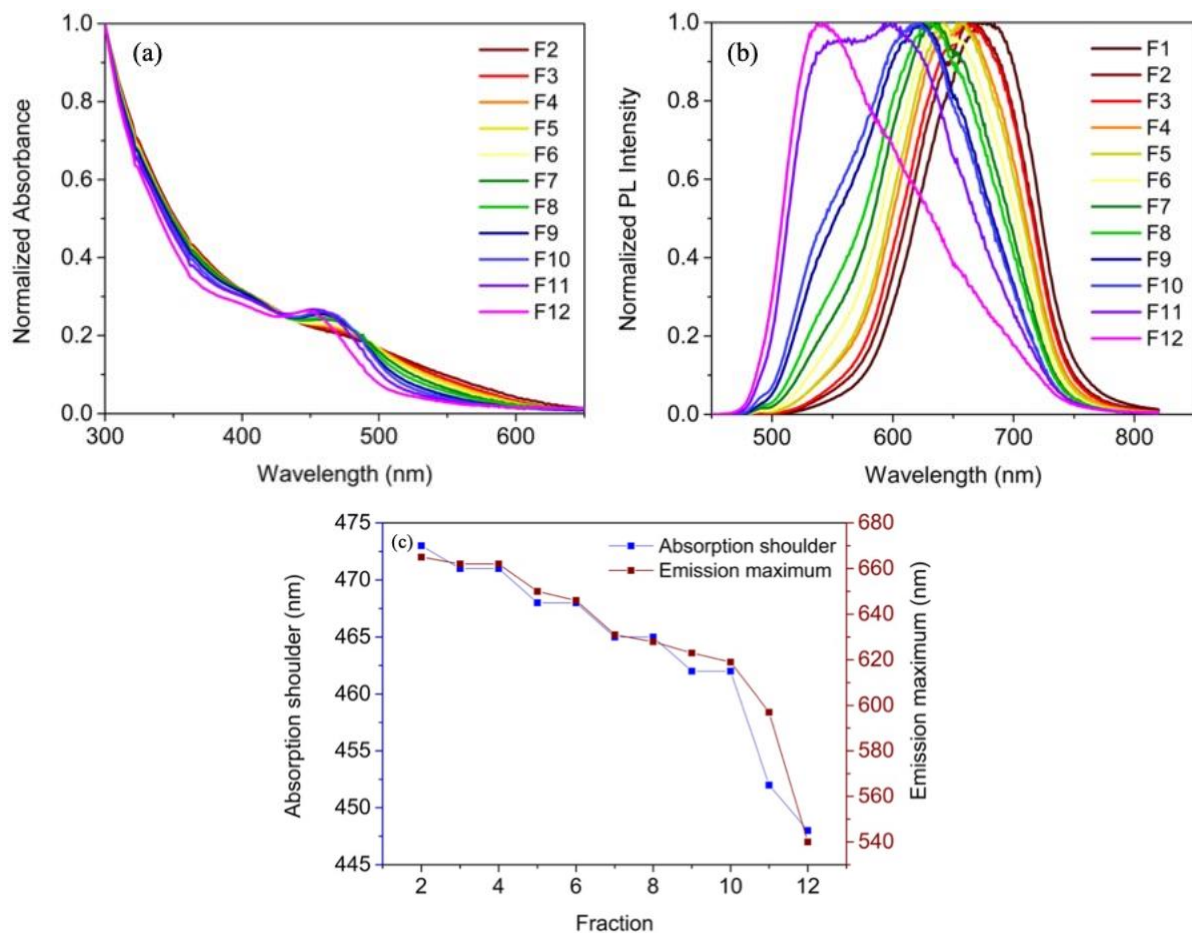 (a)
Normalized Absorbance
1.0
0.8
0.6
0.4
0.2
0.0
F2
F3
F4
F5
F6
F7
F8
F9
F10
F11
F12
300
400
500
600
Wavelength (nm)
(b)
Normalized PL Intensity
1.0
0.8
0.6
0.4
0.2
0.0
F1
F2
F3
F4
F5
F6
F7
F8
F9
F10
F11
F12
500
600
700
800
Wavelength (nm)
(c)
Absorption shoulder (nm)
475
470
465
460
455
450
445
Absorption shoulder
Emission maximum
680
660
640
620
600
580
560
540
Emission maximum (nm)
2
4
6
8
10
12
Fraction